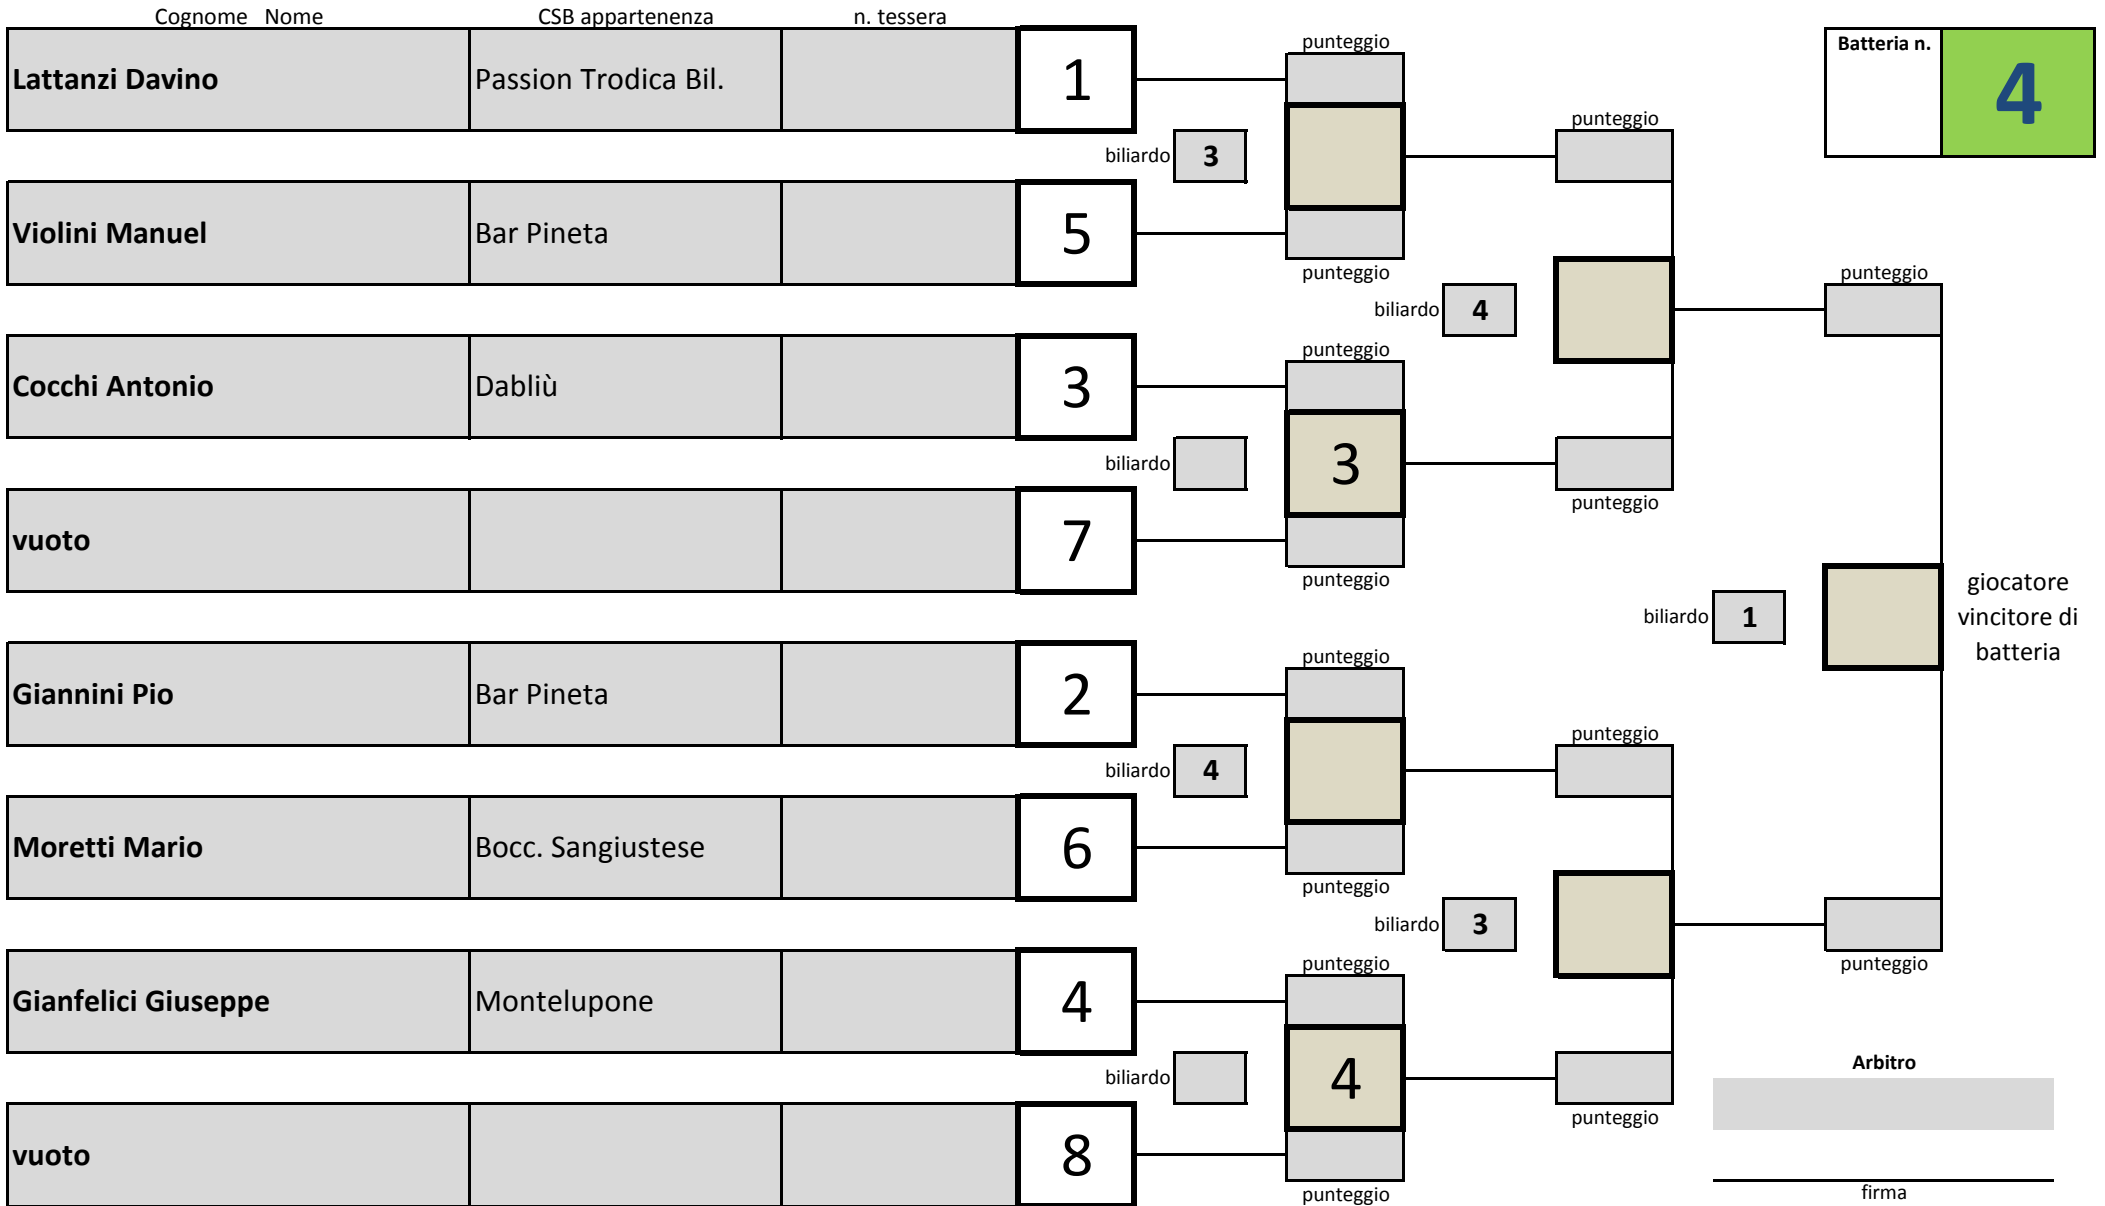 Cognome   Nome CSB appartenenza n. tessera
punteggio
Batteria n. 4
Lattanzi Davino Passion Trodica Bil. 1
punteggio
biliardo 3
Violini Manuel Bar Pineta 5
punteggio
punteggio
biliardo 4
punteggio
Cocchi Antonio Dabliù 3
biliardo 3
punteggio
vuoto 7
punteggio
giocatore
vincitore di
batteria
biliardo 1
punteggio
Giannini Pio Bar Pineta 2
punteggio
biliardo 4
Moretti Mario Bocc. Sangiustese 6
punteggio
biliardo 3
punteggio
punteggio
Gianfelici Giuseppe Montelupone 4
Arbitro
biliardo 4
punteggio
vuoto 8
punteggio
firma